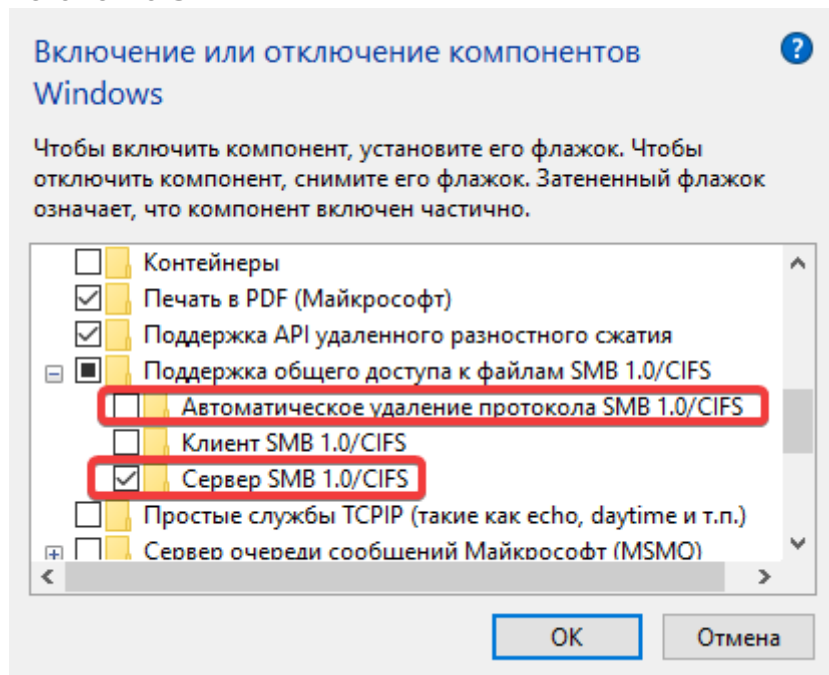 Включение или отключение компонентов
Windows
Чтобы включить компонент, установите его флажок. Чтобы
отключить компонент, снимите его флажок. Затененный флажок
означает, что компонент включен частично.
Контейнеры
Печать в PDF (Майкрософт)
Поддержка API удаленного разностного сжатия
Поддержка общего доступа к файлам SMB 1.0/CIFS
Автоматическое удаление протокола SMB 1.0/CIFS
Клиент SMB 1.0/CIFS
Сервер SMB 1.0/CIFS
Простые службы TCPIP (такие как echo, daytime и т.п.)
Сервер очереди сообщений Майкрософт (MSMQ)
ОК
Отмена